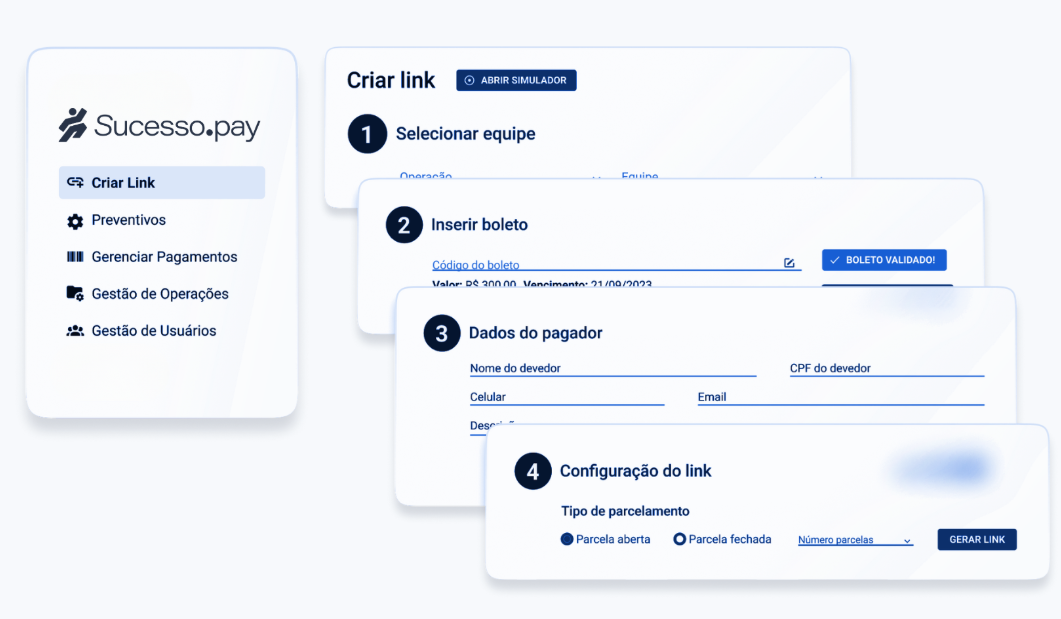 Sucesso.pay
Criar Link
Preventivos
Gerenciar Pagamentos
Gestão de Operações
Gestão de Usuários
Criar link
ABRIR SIMULADOR
1 Selecionar equipe
Operação Equipe
2 Inserir boleto
Código do boleto
BOLETO VALIDADO!
Valor: R$ 300,00 Vencimento: 21/09/2023
3 Dados do pagador
Nome do devedor CPF do devedor
Celular Email
4 Configuração do link
Tipo de parcelamento
Parcela aberta Parcela fechada Número parcelas GERAR LINK